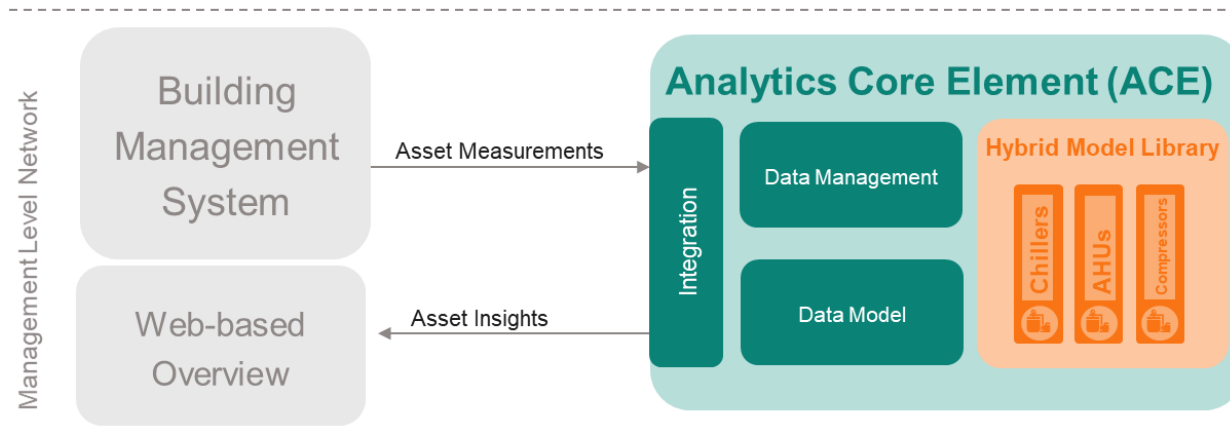 Management Level Network
Building
Management
System
Web-based
Overview
Asset Measurements
Asset Insights
Analytics Core Element (ACE)
Integration
Data Management
Data Model
Hybrid Model Library
Chillers
AHUs
Compressors